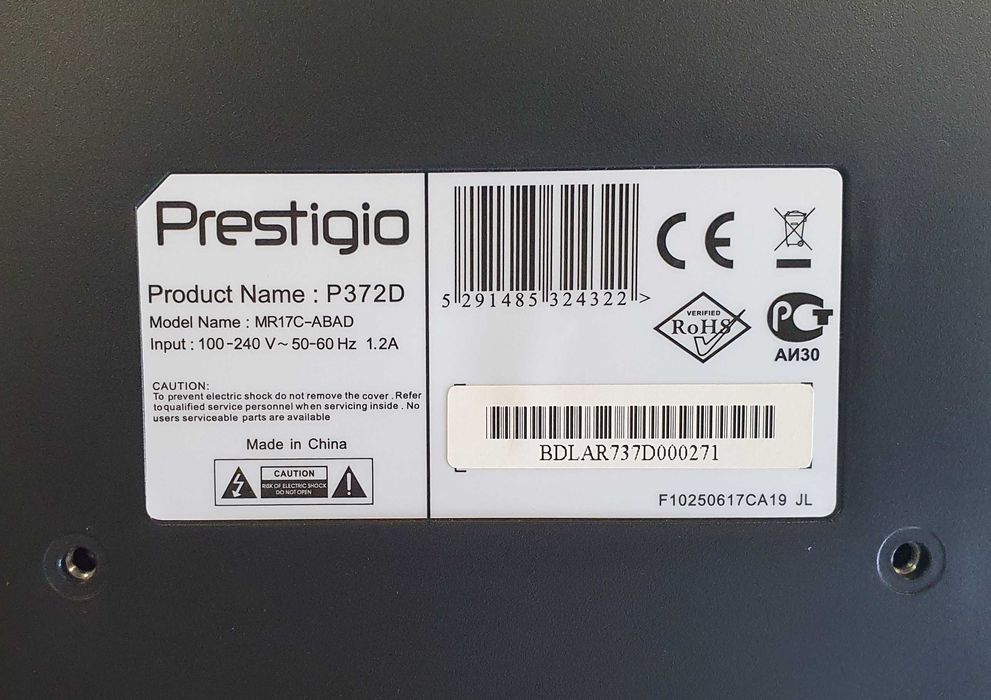 Prestigio
Product Name : P372D
Model Name : MR17C-ABAD
Input : 100-240 V~ 50-60 Hz 1.2A
CAUTION:
To prevent electric shock do not remove the cover . Refer
to qualified service personnel when servicing inside . No
users serviceable parts are available
Made in China
CAUTION
RISK OF ELECTRIC SHOCK
DO NOT OPEN
!
5 291485 324322 >
CE
VERIFIED
RoHS
РСТ
АИ30
BDLAR737D000271
F10250617CA19 JL